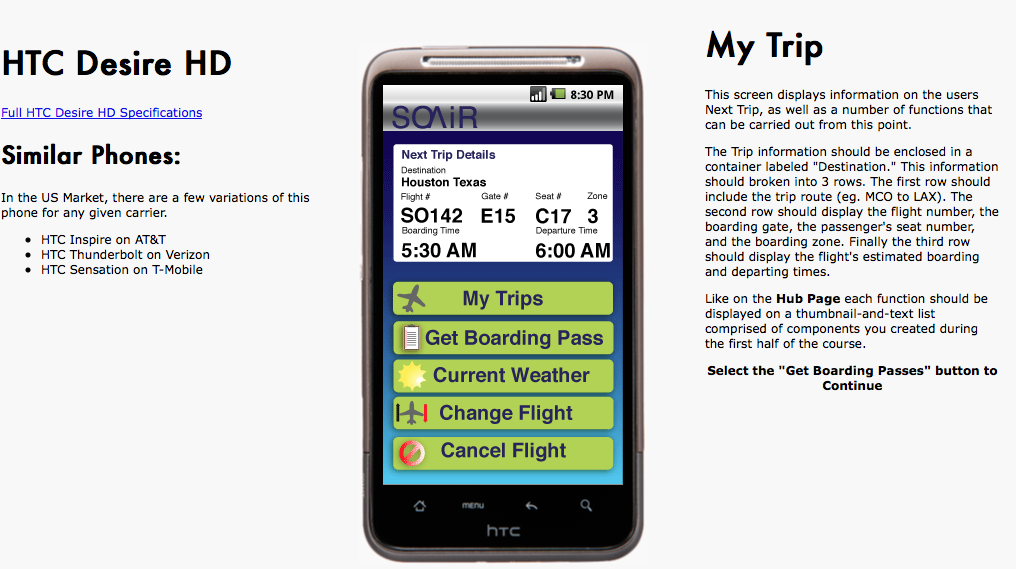 HTC Desire HD
Full HTC Desire HD Specifications
Similar Phones:
In the US Market, there are a few variations of this
phone for any given carrier.
• HTC Inspire on AT&T
• HTC Thunderbolt on Verizon
• HTC Sensation on T-Mobile
8:30 PM
SOAiR
Next Trip Details
Destination
Houston Texas
Flight # Gate # Seat # Zone
SO142 E15 C17 3
Boarding Time Departure Time
5:30 AM 6:00 AM
My Trips
Get Boarding Pass
Current Weather
Change Flight
Cancel Flight
menu
hTC
My Trip
This screen displays information on the users
Next Trip, as well as a number of functions that
can be carried out from this point.
The Trip information should be enclosed in a
container labeled "Destination." This information
should broken into 3 rows. The first row should
include the trip route (eg. MCO to LAX). The
second row should display the flight number, the
boarding gate, the passenger's seat number,
and the boarding zone. Finally the third row
should display the flight's estimated boarding
and departing times.
Like on the Hub Page each function should be
displayed on a thumbnail-and-text list
comprised of components you created during
the first half of the course.
Select the "Get Boarding Passes" button to
Continue